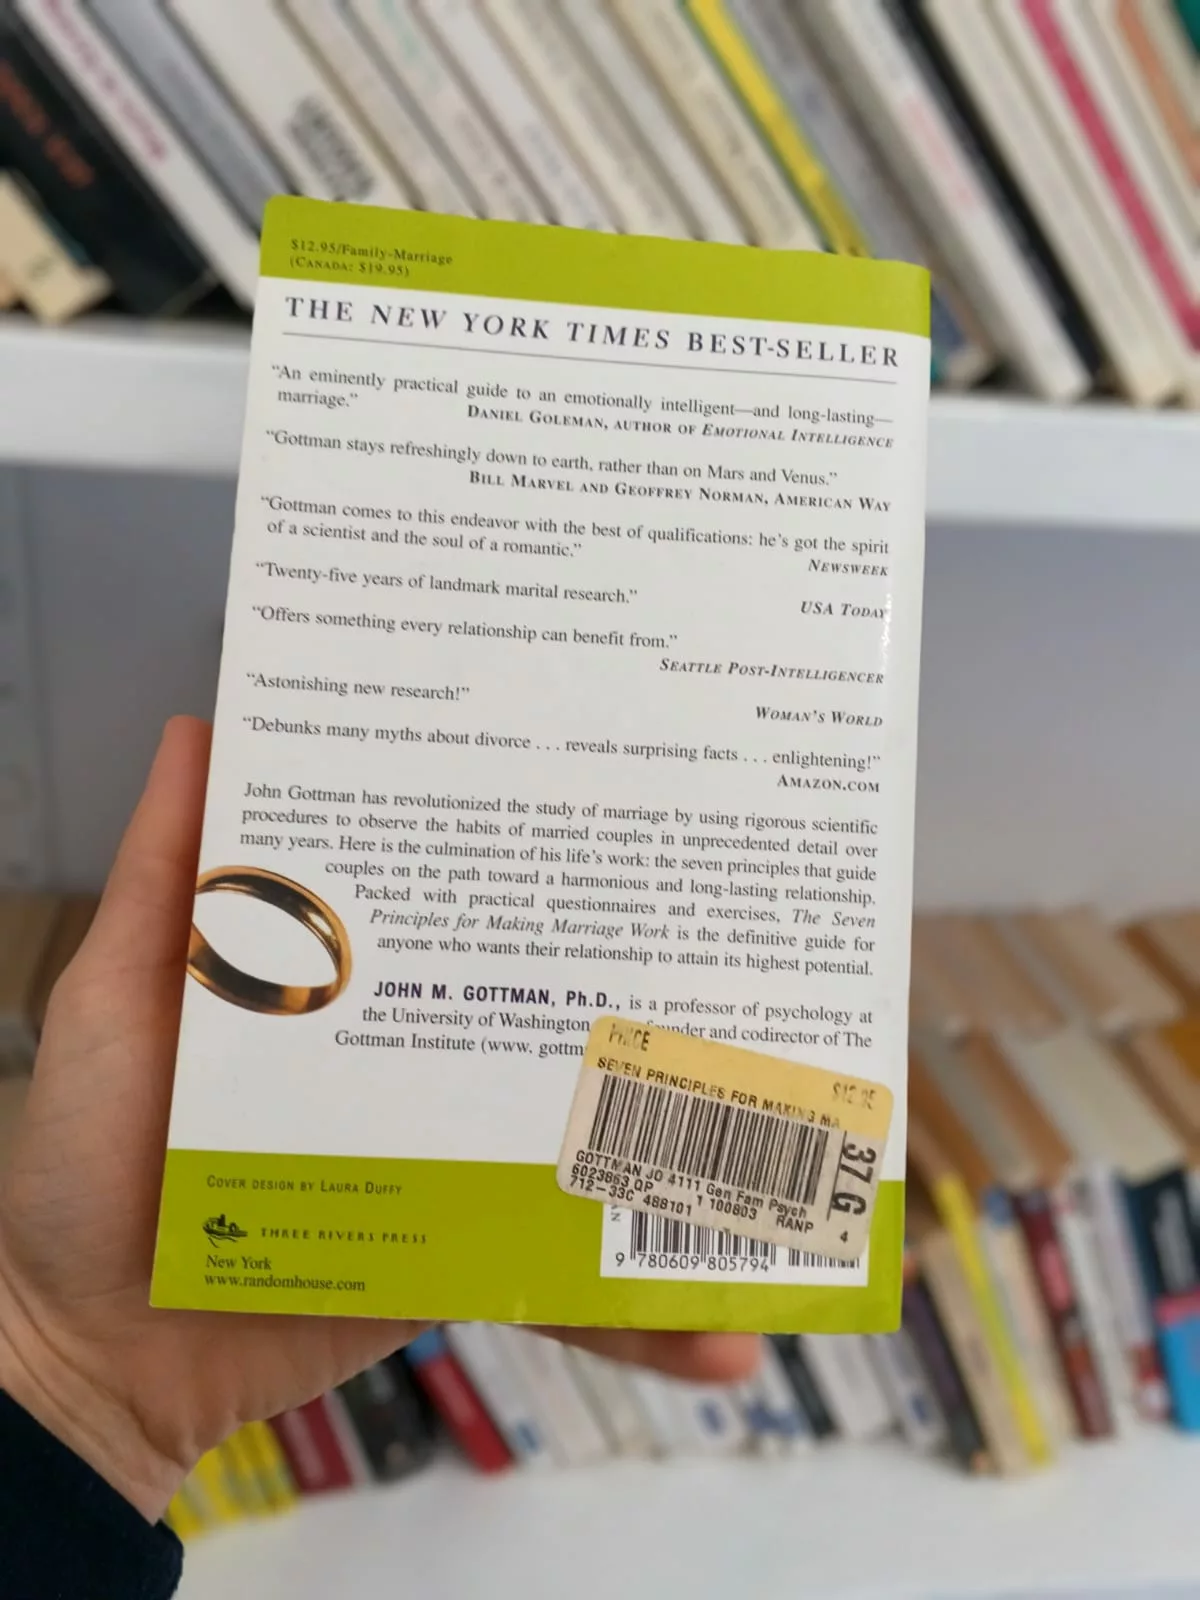 $12.95/Family-Marriage
(CANADA: $19.95)
THE NEW YORK TIMES BEST-SELLER
“An eminently practical guide to an emotionally intelligent—and long-lasting—
marriage.”
DANIEL GOLEMAN, AUTHOR OF EMOTIONAL INTELLIGENCE
“Gottman stays refreshingly down to earth, rather than on Mars and Venus.”
BILL MARVEL AND GEOFFREY NORMAN, AMERICAN WAY
“Gottman comes to this endeavor with the best of qualifications: he’s got the spirit
of a scientist and the soul of a romantic.”
NEWSWEEK
“Twenty-five years of landmark marital research.”
USA TODAY
“Offers something every relationship can benefit from.”
SEATTLE POST-INTELLIGENCER
“Astonishing new research!”
WOMAN’S WORLD
“Debunks many myths about divorce . . . reveals surprising facts . . . enlightening!”
AMAZON.COM
John Gottman has revolutionized the study of marriage by using rigorous scientific
procedures to observe the habits of married couples in unprecedented detail over
many years. Here is the culmination of his life’s work: the seven principles that guide
couples on the path toward a harmonious and long-lasting relationship.
Packed with practical questionnaires and exercises, The Seven
Principles for Making Marriage Work is the definitive guide for
anyone who wants their relationship to attain its highest potential.
JOHN M. GOTTMAN, Ph.D., is a professor of psychology at
the University of Washington and codirector of The
Gottman Institute (www. gottm
PRICE
$12.95
SEVEN PRINCIPLES FOR MAKING MA
37 G
GOTTMAN JO 4111 Gen Fam Psych
6023863 QP 1 100803 RANP
712-33C 488101 4
COVER DESIGN BY LAURA DUFFY
THREE RIVERS PRESS
New York
www.randomhouse.com
9 780609 805794